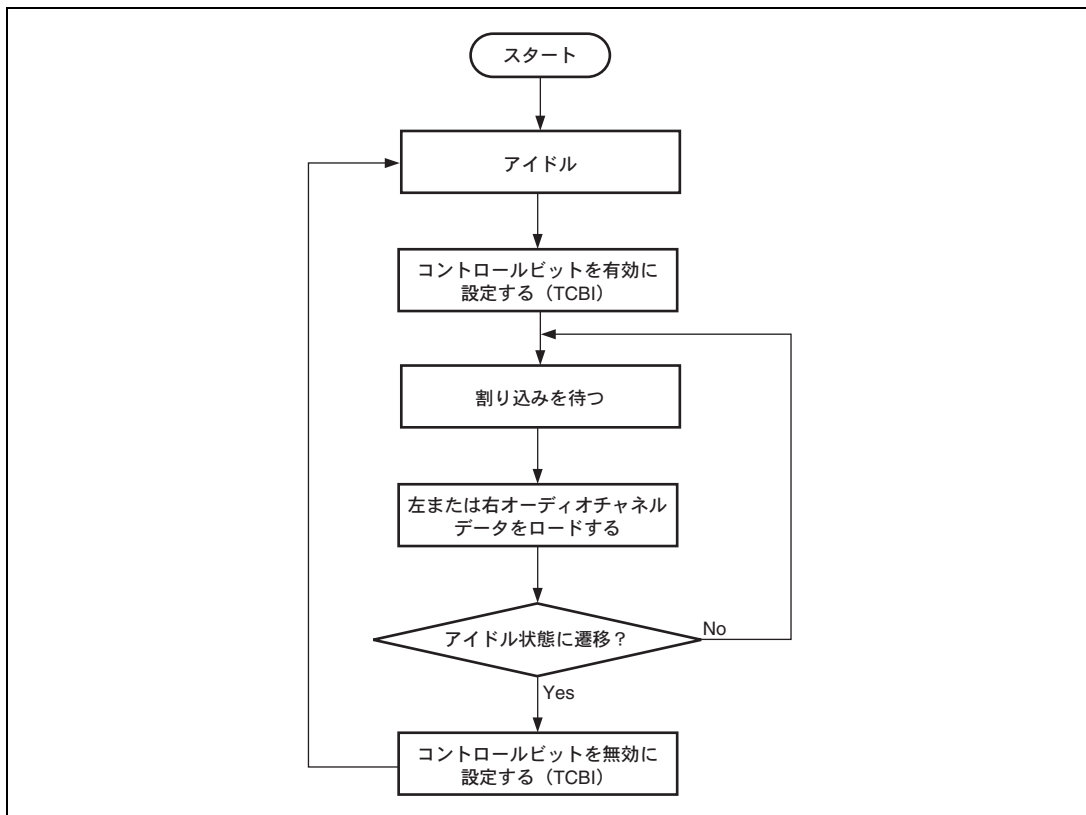 スタート
アイドル
コントロールビットを有効に
設定する（TCBI）
割り込みを待つ
左または右オーディオチャネル
データをロードする
アイドル状態に遷移？
No
Yes
コントロールビットを無効に
設定する（TCBI）